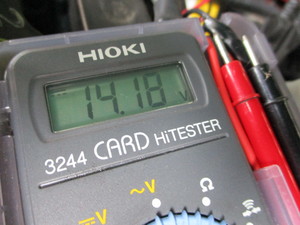 HIOKI
14.18 V
3244 CARD HiTESTER
~V Ω
V